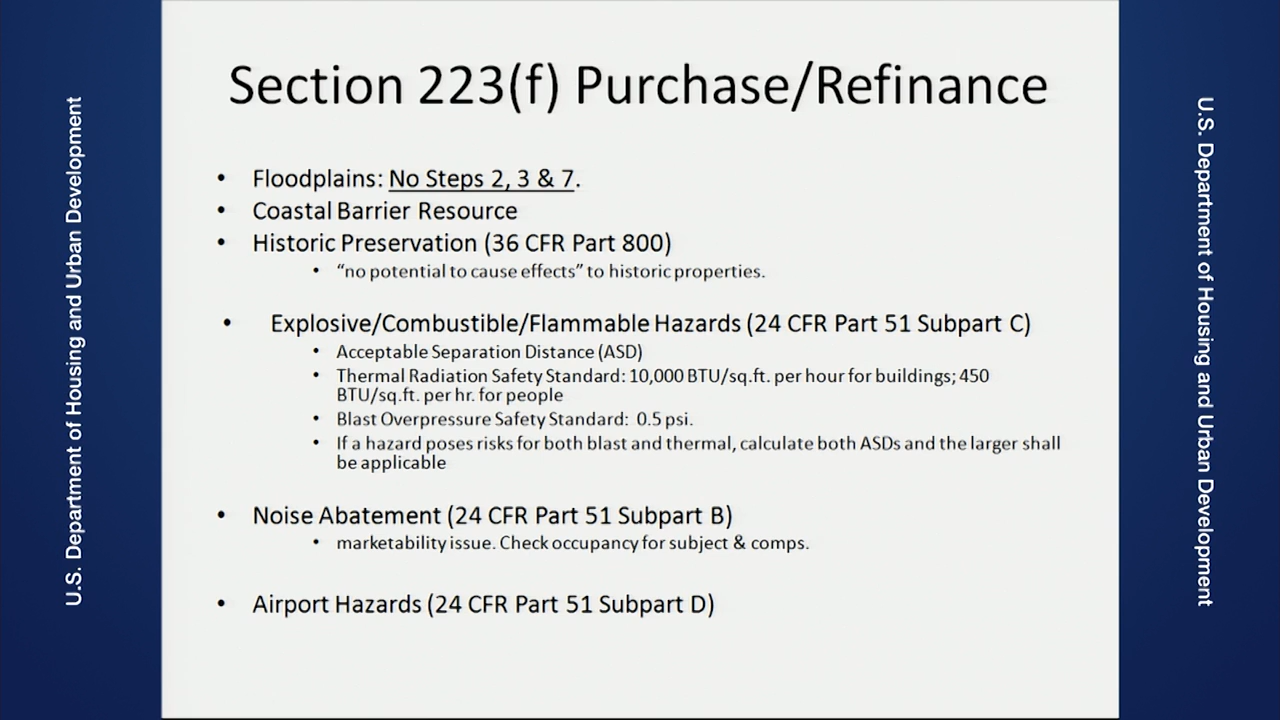 Section 223(f) Purchase/Refinance
• Floodplains: No Steps 2, 3 & 7.
• Coastal Barrier Resource
• Historic Preservation (36 CFR Part 800)
• “no potential to cause effects” to historic properties.
• Explosive/Combustible/Flammable Hazards (24 CFR Part 51 Subpart C)
• Acceptable Separation Distance (ASD)
• Thermal Radiation Safety Standard: 10,000 BTU/sq.ft. per hour for buildings; 450
BTU/sq.ft. per hr. for people
• Blast Overpressure Safety Standard: 0.5 psi.
• If a hazard poses risks for both blast and thermal, calculate both ASDs and the larger shall
be applicable
• Noise Abatement (24 CFR Part 51 Subpart B)
• marketability issue. Check occupancy for subject & comps.
• Airport Hazards (24 CFR Part 51 Subpart D)
U.S. Department of Housing and Urban Development
U.S. Department of Housing and Urban Development